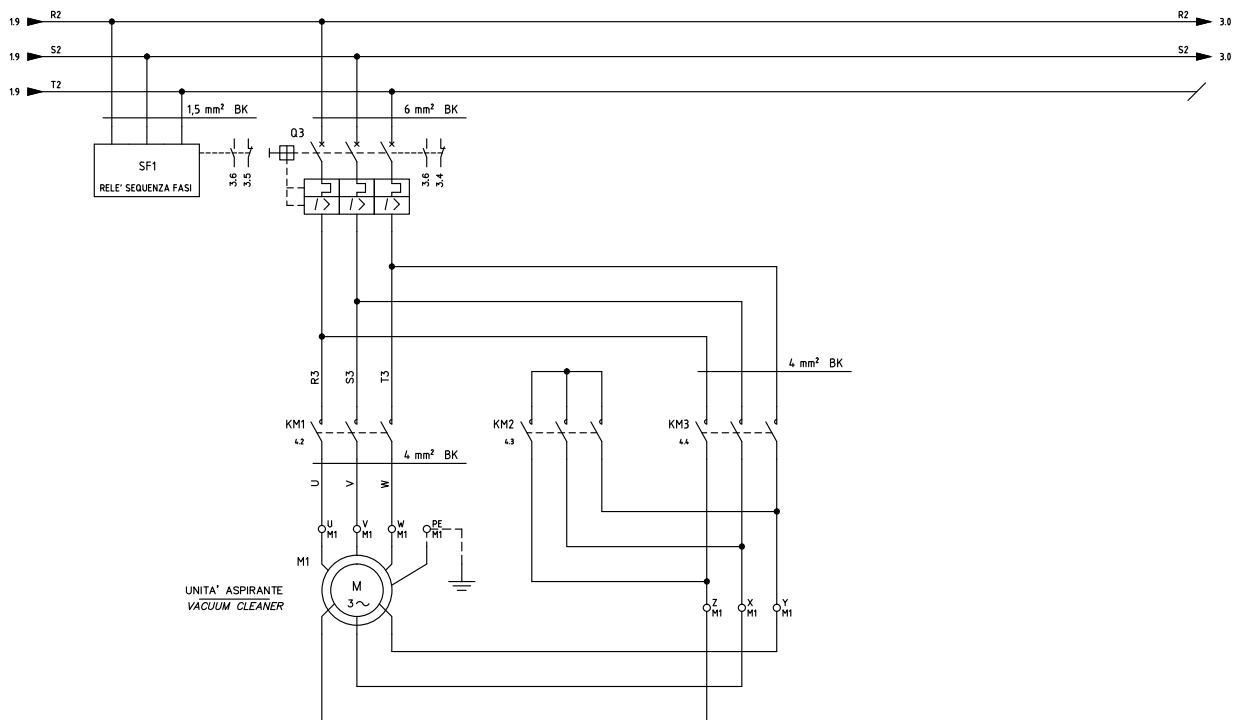 1.9 R2 R2 3.0
1.9 S2 S2 3.0
1.9 T2
1,5 mm² BK
6 mm² BK
Q3
SF1
RELE' SEQUENZA FASI
3.6
3.5
3.6
3.4
4 mm² BK
R3
S3
T3
KM1
4.2
KM2
4.3
KM3
4.4
4 mm² BK
U
V
W
U
M1
V
M1
W
M1
PE
M1
M1
M
3~
UNITA' ASPIRANTE
VACUUM CLEANER
Z
M1
X
M1
Y
M1